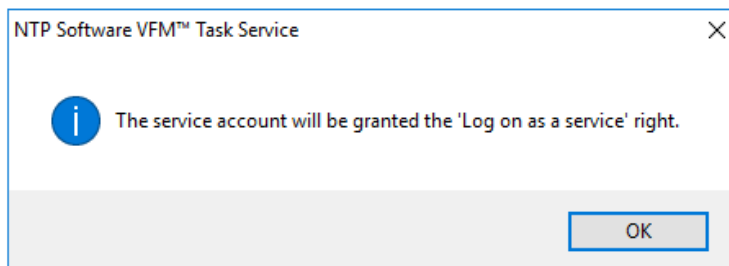 NTP Software VFM™ Task Service
The service account will be granted the 'Log on as a service' right.
OK